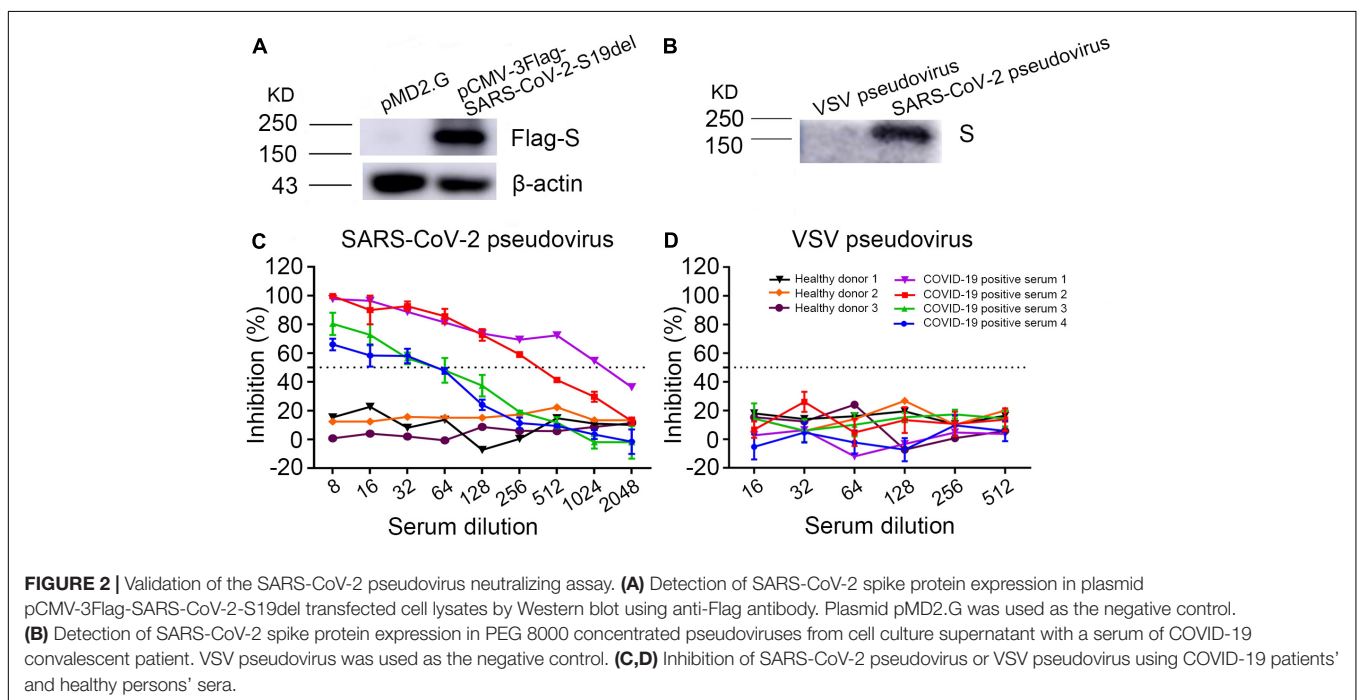 A
B
KD
pMD2.G
pCMV-3Flag-
SARS-CoV-2-S19del
250
150
43
Flag-S
β-actin
VSV pseudovirus
SARS-CoV-2 pseudovirus
250
150
S
C
SARS-CoV-2 pseudovirus
120
100
80
60
40
20
0
-20
Inhibition (%)
8
16
32
64
128
256
512
1024
2048
Serum dilution
D
VSV pseudovirus
Healthy donor 1
Healthy donor 2
Healthy donor 3
COVID-19 positive serum 1
COVID-19 positive serum 2
COVID-19 positive serum 3
COVID-19 positive serum 4
120
100
80
60
40
20
0
-20
Inhibition (%)
16
32
64
128
256
512
Serum dilution
FIGURE 2 | Validation of the SARS-CoV-2 pseudovirus neutralizing assay. (A) Detection of SARS-CoV-2 spike protein expression in plasmid
pCMV-3Flag-SARS-CoV-2-S19del transfected cell lysates by Western blot using anti-Flag antibody. Plasmid pMD2.G was used as the negative control.
(B) Detection of SARS-CoV-2 spike protein expression in PEG 8000 concentrated pseudoviruses from cell culture supernatant with a serum of COVID-19
convalescent patient. VSV pseudovirus was used as the negative control. (C,D) Inhibition of SARS-CoV-2 pseudovirus or VSV pseudovirus using COVID-19 patients'
and healthy persons' sera.